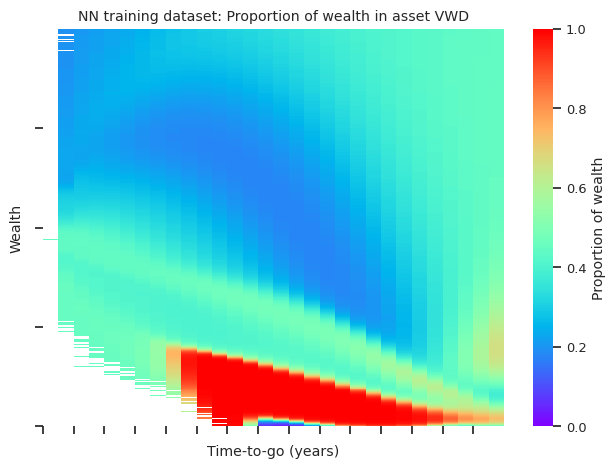 NN training dataset: Proportion of wealth in asset VWD
Wealth
Time-to-go (years)
1.0
0.8
0.6
0.4
0.2
0.0
Proportion of wealth